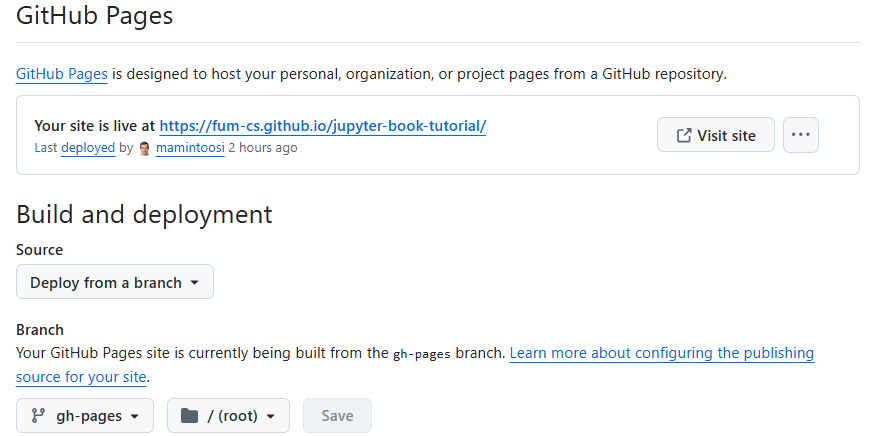 GitHub Pages
GitHub Pages is designed to host your personal, organization, or project pages from a GitHub repository.
Your site is live at https://fum-cs.github.io/jupyter-book-tutorial/
Last deployed by mamintoosi 2 hours ago
Visit site
Build and deployment
Source
Deploy from a branch
Branch
Your GitHub Pages site is currently being built from the gh-pages branch. Learn more about configuring the publishing
source for your site.
gh-pages / (root) Save